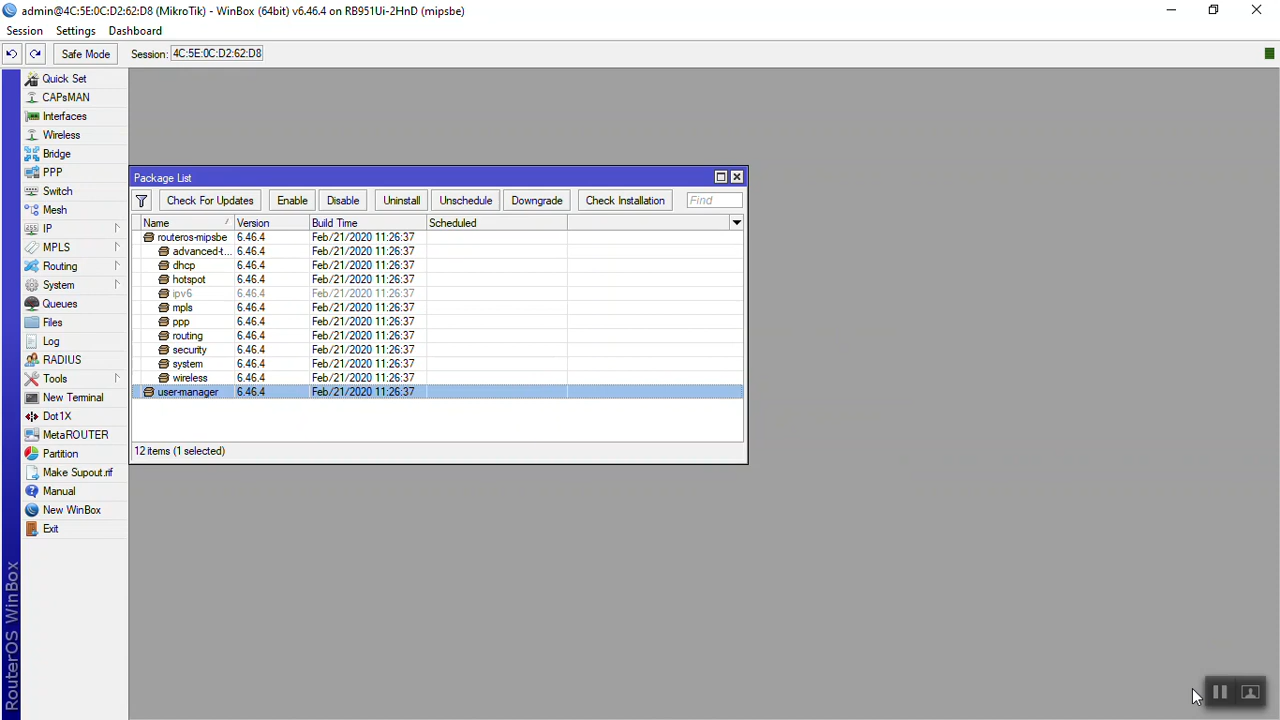 admin@4C:5E:0C:D2:62:D8 (MikroTik) - WinBox (64bit) v6.46.4 on RB951Ui-2HnD (mipsbe)
Session Settings Dashboard
Safe Mode Session: 4C:5E:0C:D2:62:D8
Quick Set
CAPsMAN
Interfaces
Wireless
Bridge
PPP
Switch
Mesh
IP
MPLS
Routing
System
Queues
Files
Log
RADIUS
Tools
New Terminal
Dot1X
MetaROUTER
Partition
Make Supout.rif
Manual
New WinBox
Exit
RouterOS WinBox
Package List
Check For Updates Enable Disable Uninstall Unschedule Downgrade Check Installation Find
Name Version Build Time Scheduled
routeros-mipsbe 6.46.4 Feb/21/2020 11:26:37
advanced-t... 6.46.4 Feb/21/2020 11:26:37
dhcp 6.46.4 Feb/21/2020 11:26:37
hotspot 6.46.4 Feb/21/2020 11:26:37
ipv6 6.46.4 Feb/21/2020 11:26:37
mpls 6.46.4 Feb/21/2020 11:26:37
ppp 6.46.4 Feb/21/2020 11:26:37
routing 6.46.4 Feb/21/2020 11:26:37
security 6.46.4 Feb/21/2020 11:26:37
system 6.46.4 Feb/21/2020 11:26:37
wireless 6.46.4 Feb/21/2020 11:26:37
user-manager 6.46.4 Feb/21/2020 11:26:37
12 items (1 selected)